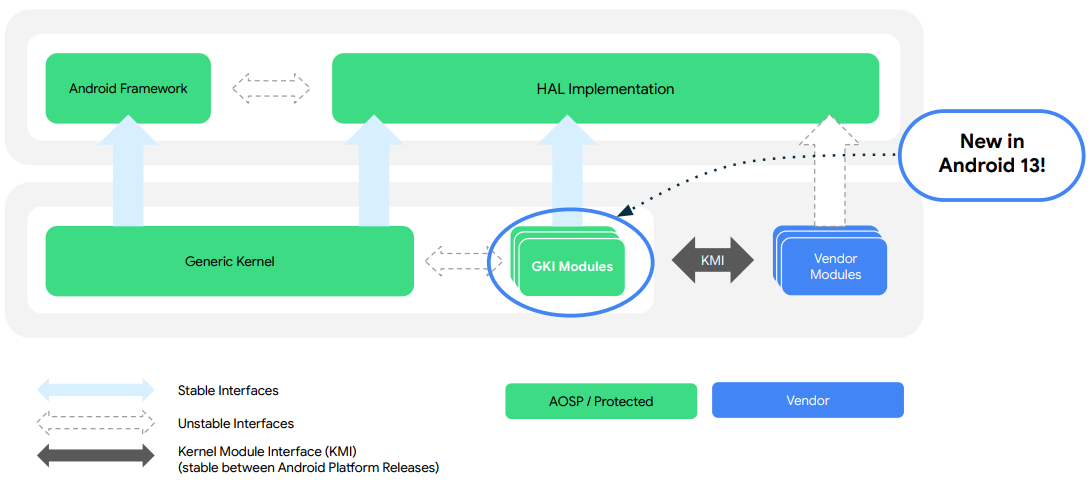 Android Framework
HAL Implementation
New in
Android 13!
Generic Kernel
GKI Modules
KMI
Vendor
Modules
Stable Interfaces
Unstable Interfaces
Kernel Module Interface (KMI)
(stable between Android Platform Releases)
AOSP / Protected
Vendor